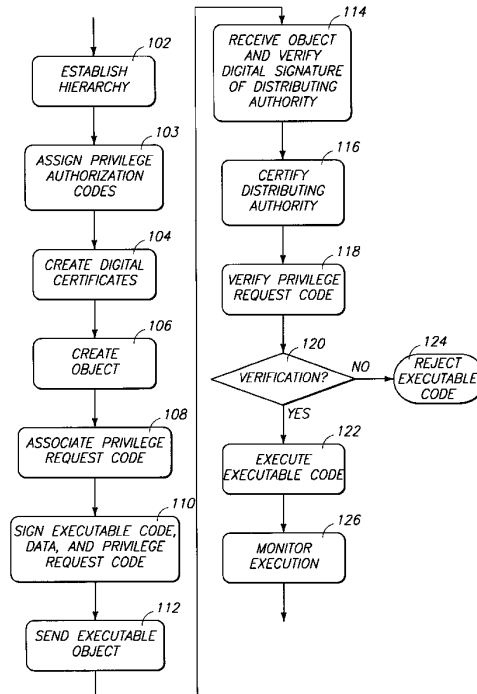 102
ESTABLISH
HIERARCHY
103
ASSIGN PRIVILEGE
AUTHORIZATION
CODES
104
CREATE DIGITAL
CERTIFICATES
106
CREATE
OBJECT
108
ASSOCIATE PRIVILEGE
REQUEST CODE
110
SIGN EXECUTABLE CODE,
DATA, AND PRIVILEGE
REQUEST CODE
112
SEND EXECUTABLE
OBJECT
114
RECEIVE OBJECT
AND VERIFY
DIGITAL SIGNATURE
OF DISTRIBUTING
AUTHORITY
116
CERTIFY
DISTRIBUTING
AUTHORITY
118
VERIFY PRIVILEGE
REQUEST CODE
120
VERIFICATION?
NO
124
REJECT
EXECUTABLE
CODE
YES
122
EXECUTE
EXECUTABLE CODE
126
MONITOR
EXECUTION